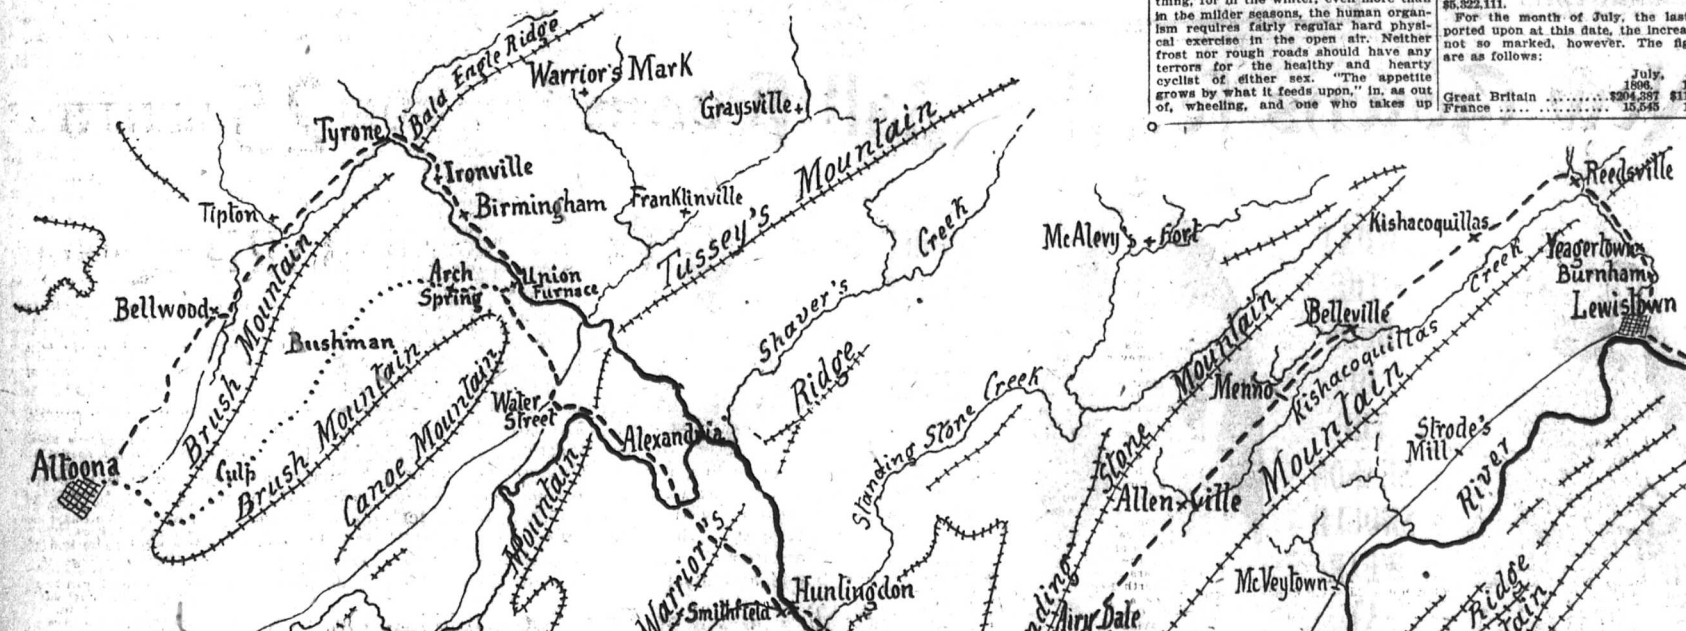 thing, for in the winter, even more than
in the milder seasons, the human organ-
ism requires fairly regular hard physi-
cal exercise in the open air. Neither
frost nor rough roads should have any
terrors for the healthy and hearty
cyclist of either sex. "The appetite
grows by what it feeds upon," in, as out
of, wheeling, and one who takes up
$5,322,111.
For the month of July, the las
ported upon at this date, the increa
not so marked, however. The fig
are as follows:
July,
1896.
Great Britain ........ $204,387 $1
France ........ 15,545
Bald Eagle Ridge
Warrior's Mark
Graysville
Tyrone
Ironville
Birmingham
Franklinville
Tussey's Mountain
Tipton
Creek
McAlevy's Fort
Kishacoquillas
Reedsville
Yeagertown
Burnham
Lewistown
Arch
Spring
Union
Furnace
Bellwood
Brush Mountain
Bushman
Shaver's
Ridge
Stone Mountain
Belleville
Creek
Menno
Kishacoquillas
Mountain
Water
Street
Alexandria
Standing Stone Creek
Strode's
Mill
River
Altoona
Culp
Brush Mountain
Canoe Mountain
Mountain
Allenville
Warrior's
Smithfield
Huntingdon
McVeytown
Airy Dale
Ridge